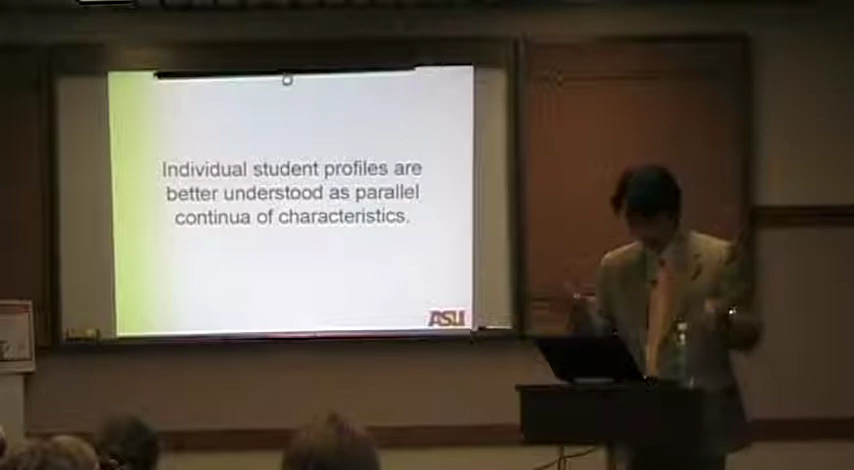 Individual student profiles are
better understood as parallel
continua of characteristics.
ASU